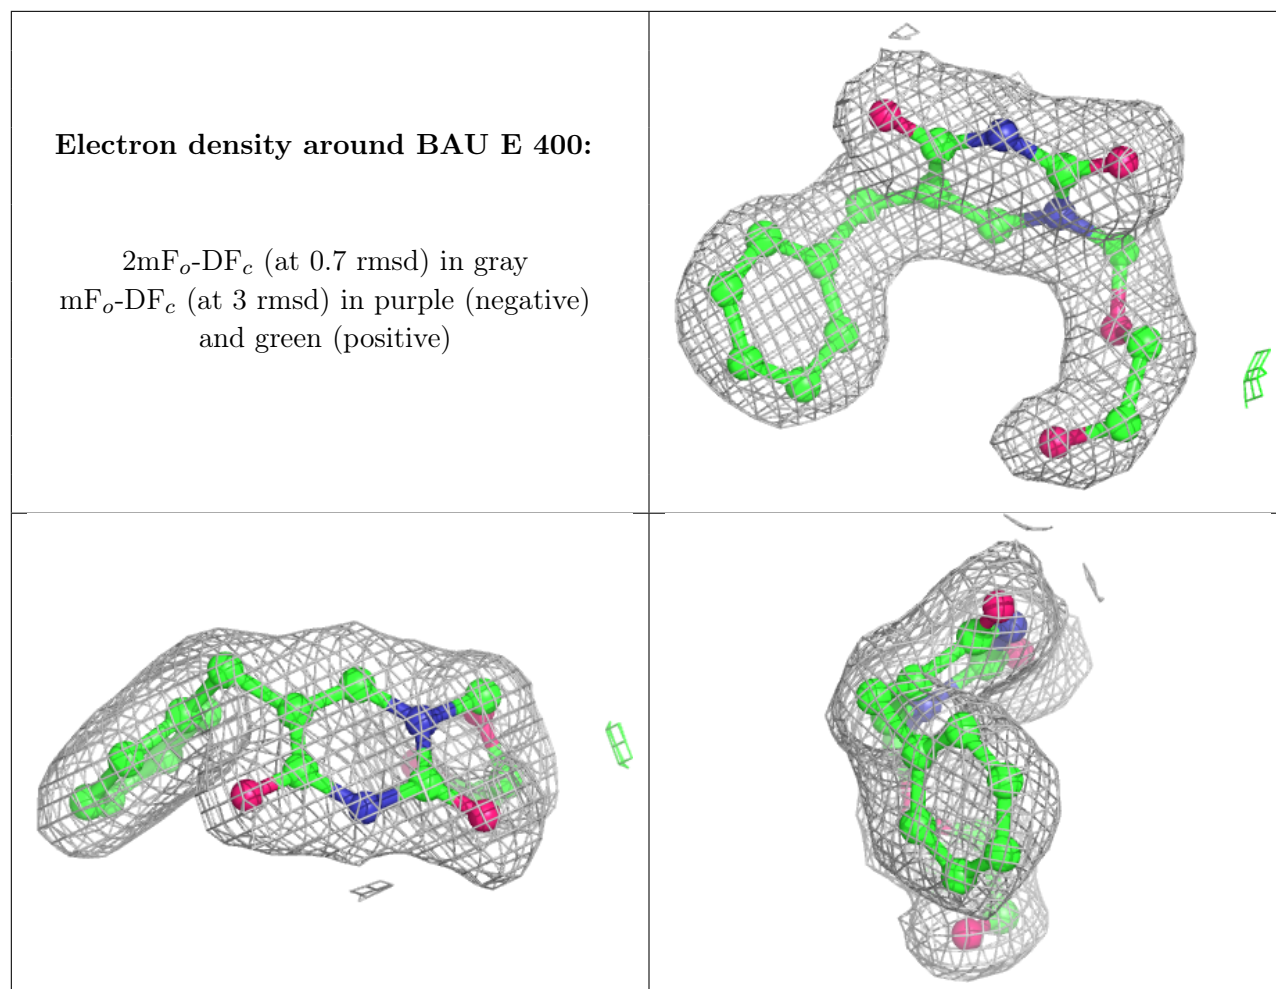 Electron density around BAU E 400:
2mFo-DFc (at 0.7 rmsd) in gray
mFo-DFc (at 3 rmsd) in purple (negative)
and green (positive)